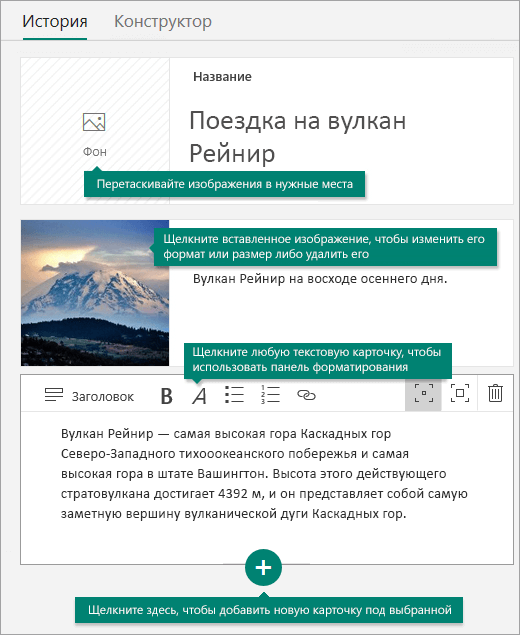 История Конструктор
Название
Поездка на вулкан
Рейнир
Фон
Перетаскивайте изображения в нужные места
Щелкните вставленное изображение, чтобы изменить его
формат или размер либо удалить его
Вулкан Рейнир на восходе осеннего дня.
Щелкните любую текстовую карточку, чтобы
использовать панель форматирования
Заголовок B A 1 2 3
Вулкан Рейнир — самая высокая гора Каскадных гор
Северо-Западного тихоокеанского побережья и самая
высокая гора в штате Вашингтон. Высота этого действующего
стратовулкана достигает 4392 м, и он представляет собой самую
заметную вершину вулканической дуги Каскадных гор.
Щелкните здесь, чтобы добавить новую карточку под выбранной